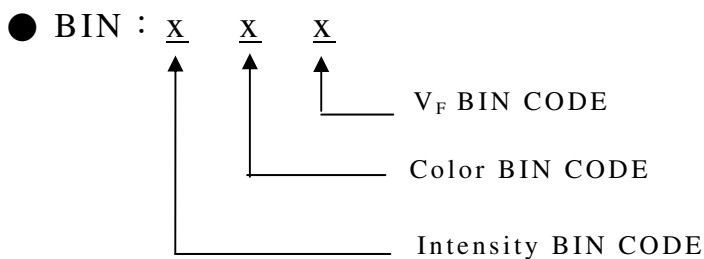 ● BIN : x x x
V_F BIN CODE
Color BIN CODE
Intensity BIN CODE